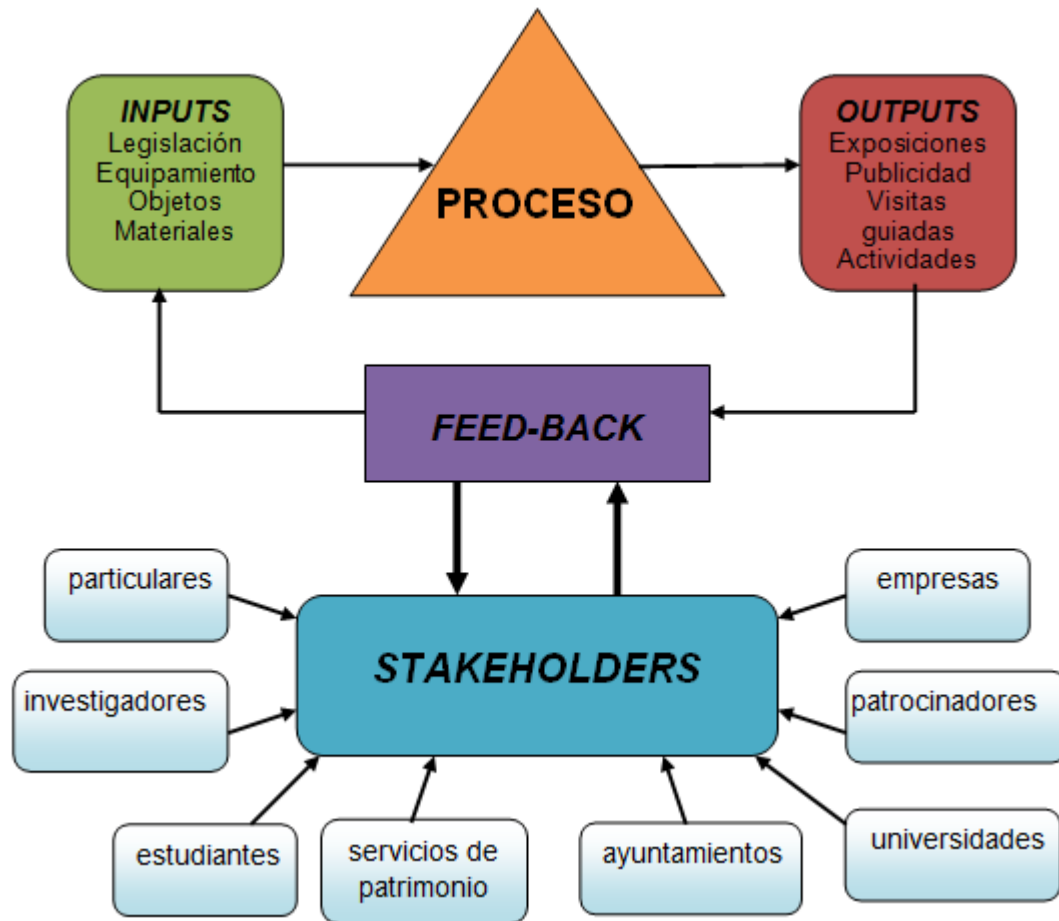 INPUTS
Legislación
Equipamiento
Objetos
Materiales
PROCESO
OUTPUTS
Exposiciones
Publicidad
Visitas
guiadas
Actividades
FEED-BACK
STAKEHOLDERS
particulares
investigadores
estudiantes
servicios de
patrimonio
ayuntamientos
universidades
patrocinadores
empresas